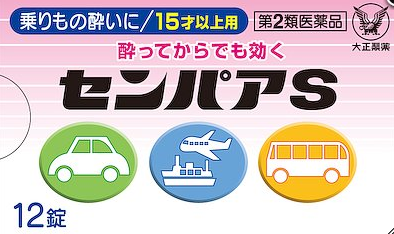 乗りもの酔いに/15才以上用
第2類医薬品
大正製薬
酔ってからでも効く
センパアS
12錠